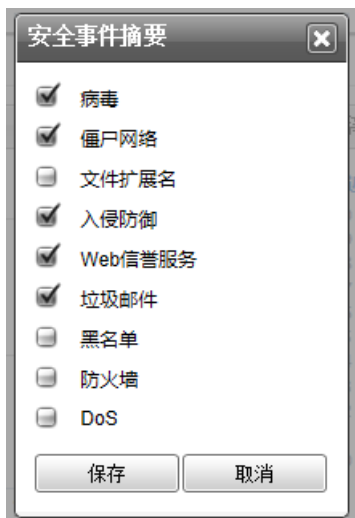 安全事件摘要
病毒
僵尸网络
文件扩展名
入侵防御
Web信誉服务
垃圾邮件
黑名单
防火墙
DoS
保存
取消